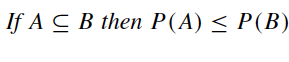 If A ⊆ B then P(A) ≤ P(B)